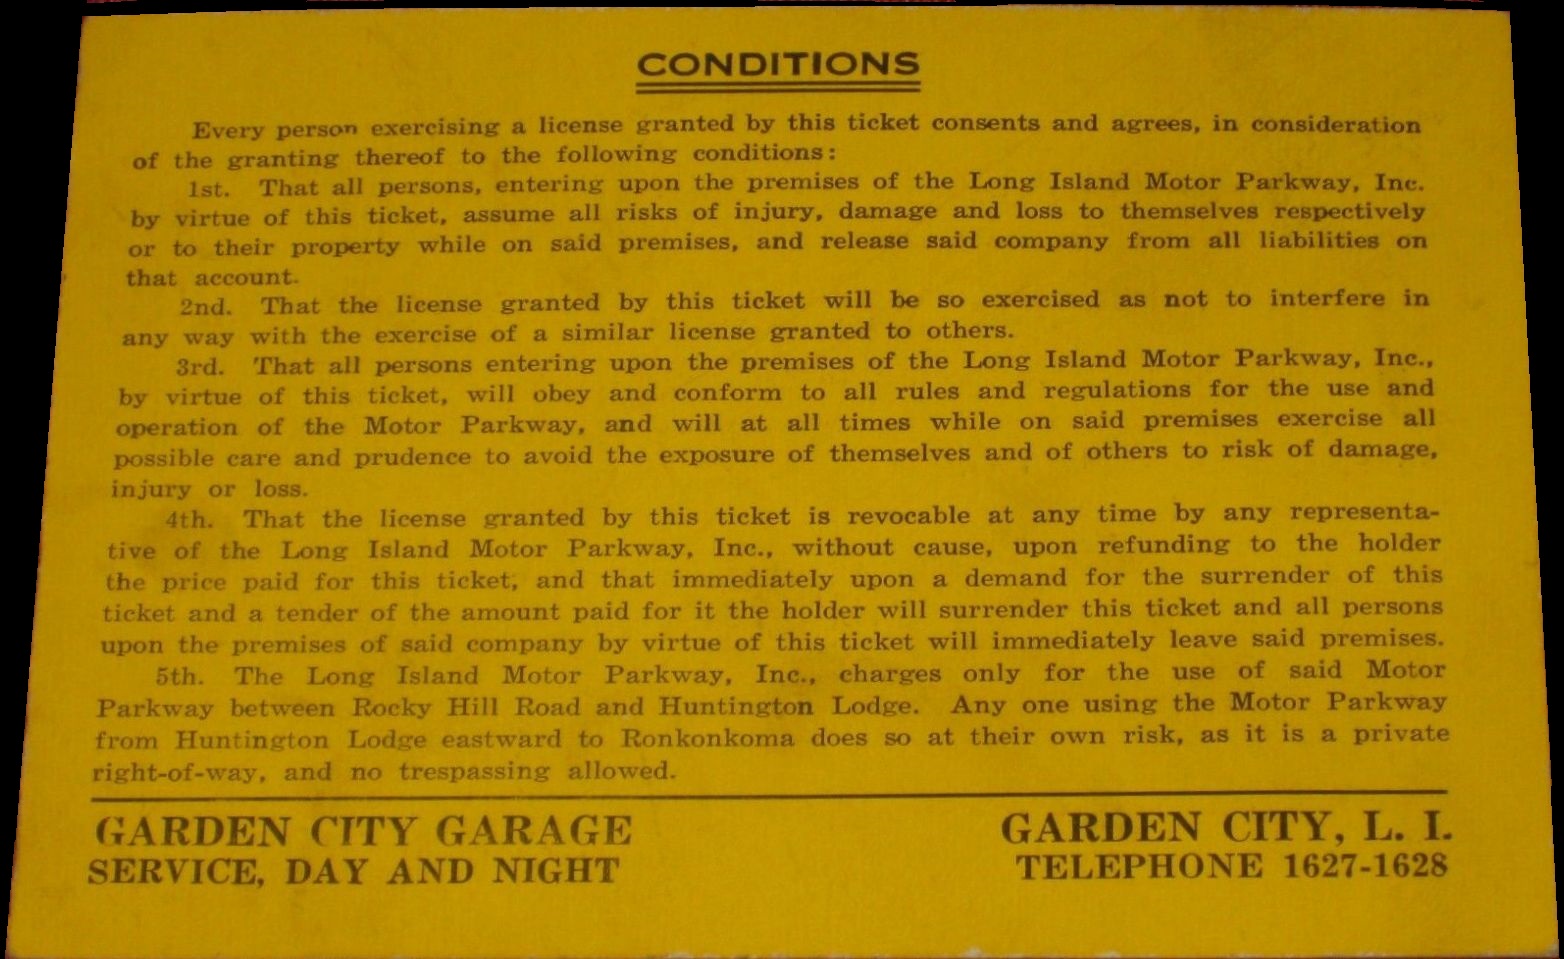 CONDITIONS
Every person exercising a license granted by this ticket consents and agrees, in consideration
of the granting thereof to the following conditions:
1st. That all persons, entering upon the premises of the Long Island Motor Parkway, Inc.
by virtue of this ticket, assume all risks of injury, damage and loss to themselves respectively
or to their property while on said premises, and release said company from all liabilities on
that account.
2nd. That the license granted by this ticket will be so exercised as not to interfere in
any way with the exercise of a similar license granted to others.
3rd. That all persons entering upon the premises of the Long Island Motor Parkway, Inc.,
by virtue of this ticket, will obey and conform to all rules and regulations for the use and
operation of the Motor Parkway, and will at all times while on said premises exercise all
possible care and prudence to avoid the exposure of themselves and of others to risk of damage,
injury or loss.
4th. That the license granted by this ticket is revocable at any time by any representa-
tive of the Long Island Motor Parkway, Inc., without cause, upon refunding to the holder
the price paid for this ticket, and that immediately upon a demand for the surrender of this
ticket and a tender of the amount paid for it the holder will surrender this ticket and all persons
upon the premises of said company by virtue of this ticket will immediately leave said premises.
5th. The Long Island Motor Parkway, Inc., charges only for the use of said Motor
Parkway between Rocky Hill Road and Huntington Lodge. Any one using the Motor Parkway
from Huntington Lodge eastward to Ronkonkoma does so at their own risk, as it is a private
right-of-way, and no trespassing allowed.
GARDEN CITY GARAGE GARDEN CITY, L. I.
SERVICE, DAY AND NIGHT TELEPHONE 1627-1628